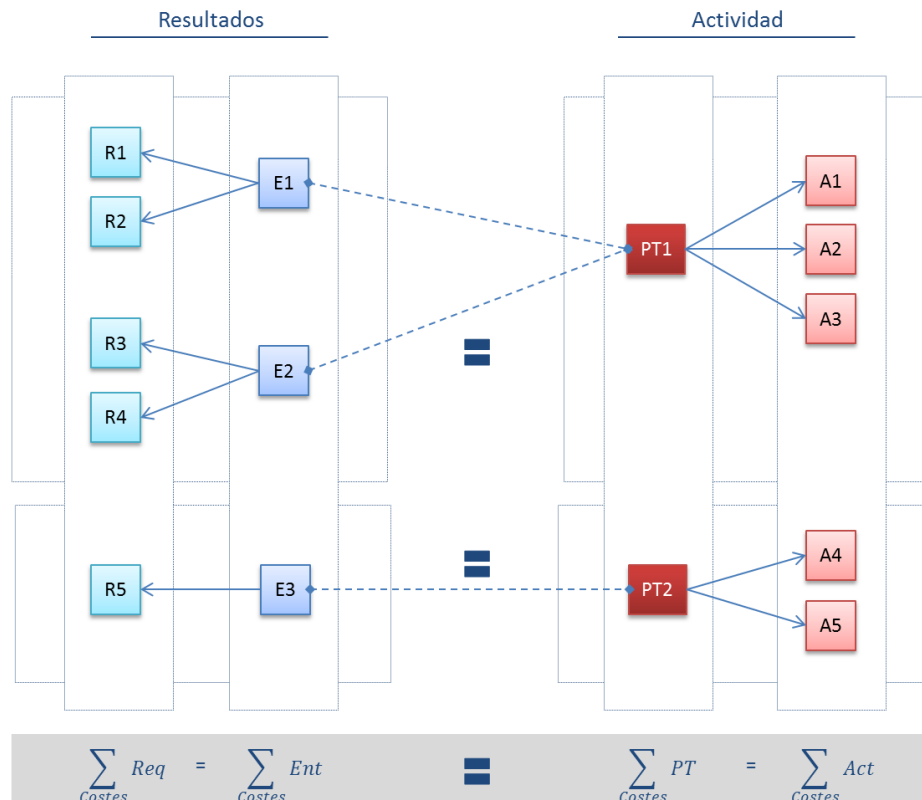 Resultados Actividad
R1
E1
A1
R2
PT1
A2
A3
R3
E2
R4
=
A4
=
R5
E3
PT2
A5
∑ Req = ∑ Ent = ∑ PT = ∑ Act
Costes Costes Costes Costes